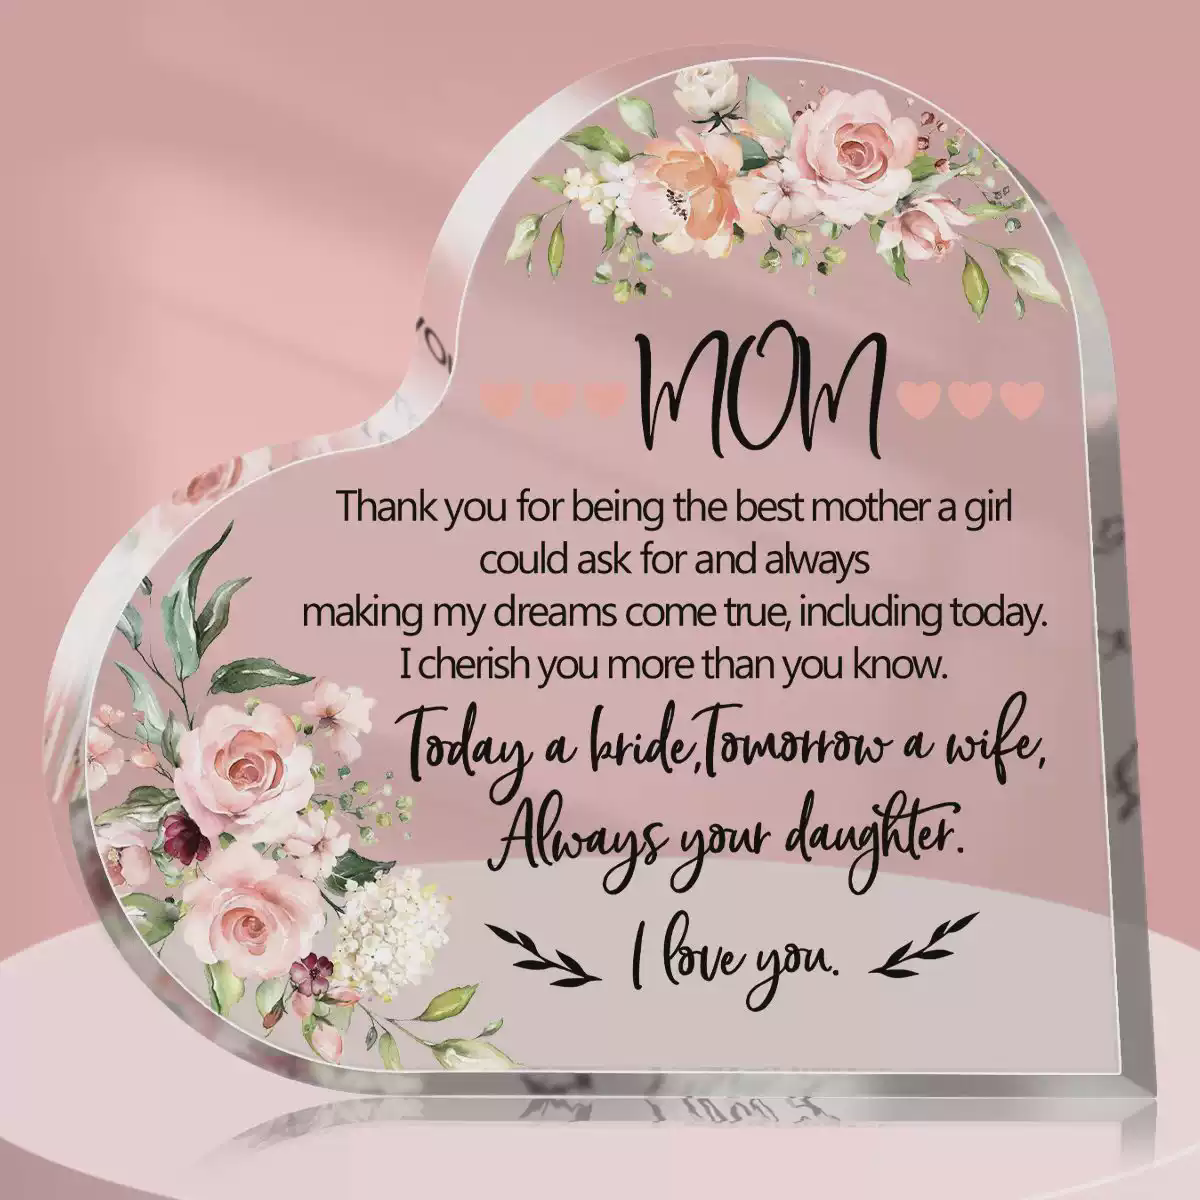 MOM
Thank you for being the best mother a girl
could ask for and always
making my dreams come true, including today.
I cherish you more than you know.
Today a bride,Tomorrow a wife,
Always your daughter.
I love you.